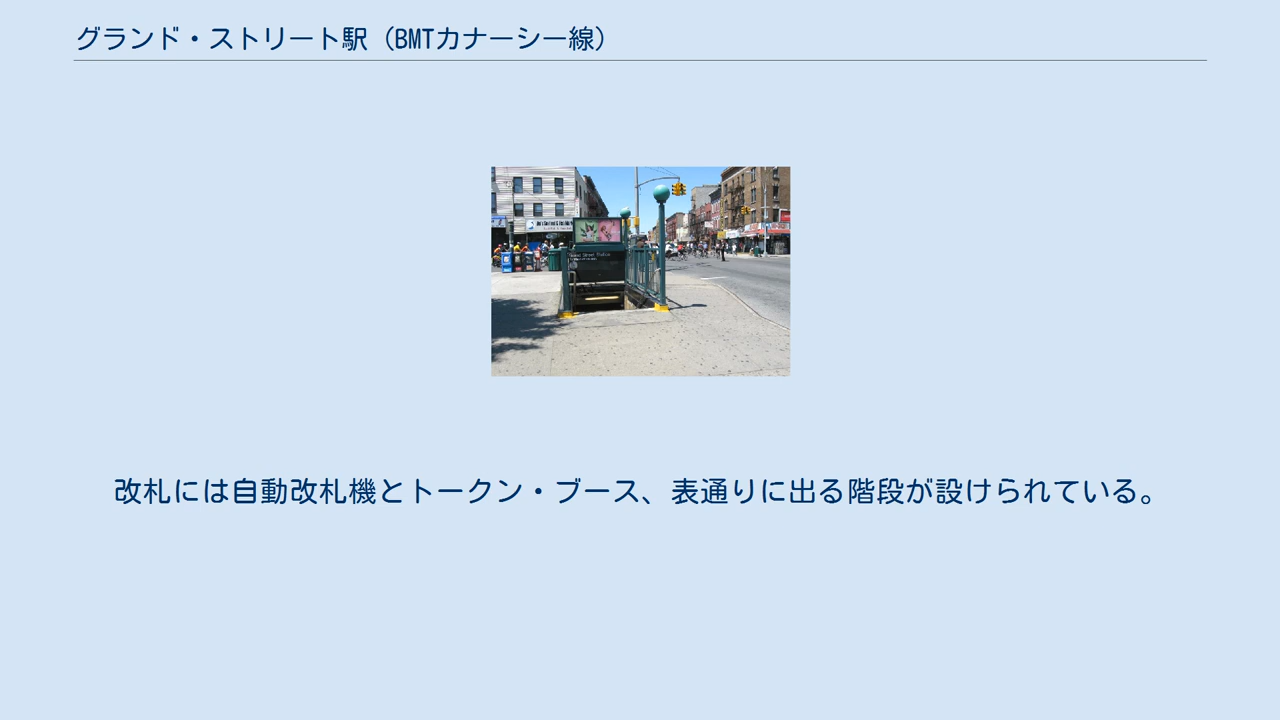 グランド・ストリート駅（BMTカナーシー線）
改札には自動改札機とトークン・ブース、表通りに出る階段が設けられている。